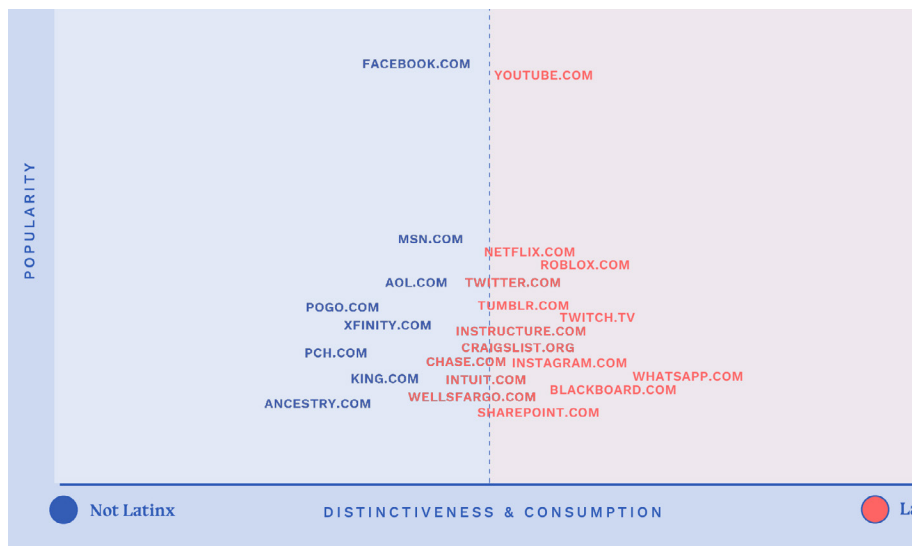 FACEBOOK.COM
YOUTUBE.COM
POPULARITY
MSN.COM
NETFLIX.COM
ROBLOX.COM
AOL.COM
TWITTER.COM
POGO.COM
TUMBLR.COM
TWITCH.TV
XFINITY.COM
INSTRUCTURE.COM
CRAIGSLIST.ORG
PCH.COM
CHASE.COM
INSTAGRAM.COM
WHATSAPP.COM
KING.COM
INTUIT.COM
BLACKBOARD.COM
WELLSFARGO.COM
ANCESTRY.COM
SHAREPOINT.COM
Not Latinx
DISTINCTIVENESS & CONSUMPTION